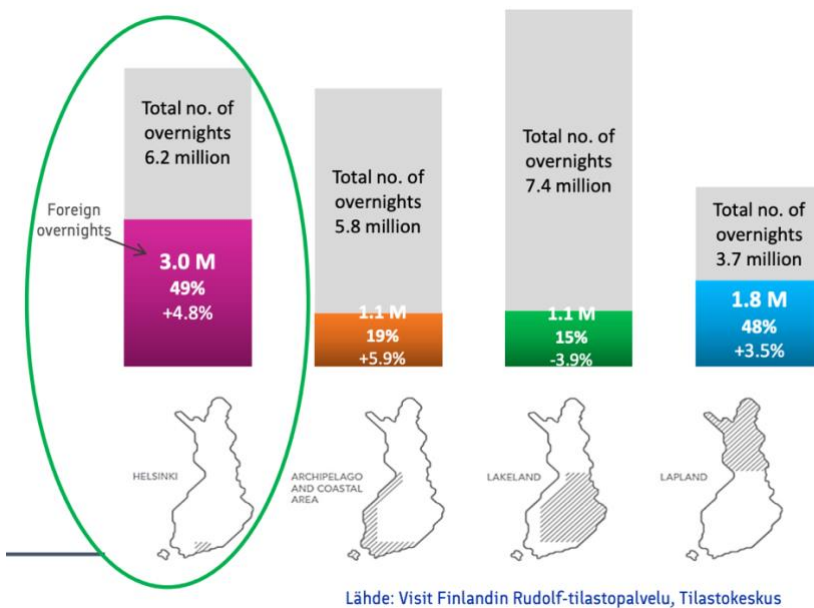 Total no. of
overnights
6.2 million
Foreign
overnights
3.0 M
49%
+4.8%
Total no. of
overnights
5.8 million
1.1 M
19%
+5.9%
Total no. of
overnights
7.4 million
1.1 M
15%
-3.9%
Total no. of
overnights
3.7 million
1.8 M
48%
+3.5%
HELSINKI
ARCHIPELAGO
AND COASTAL
AREA
LAKELAND
LAPLAND
Lähde: Visit Finlandin Rudolf-tilastopalvelu, Tilastokeskus